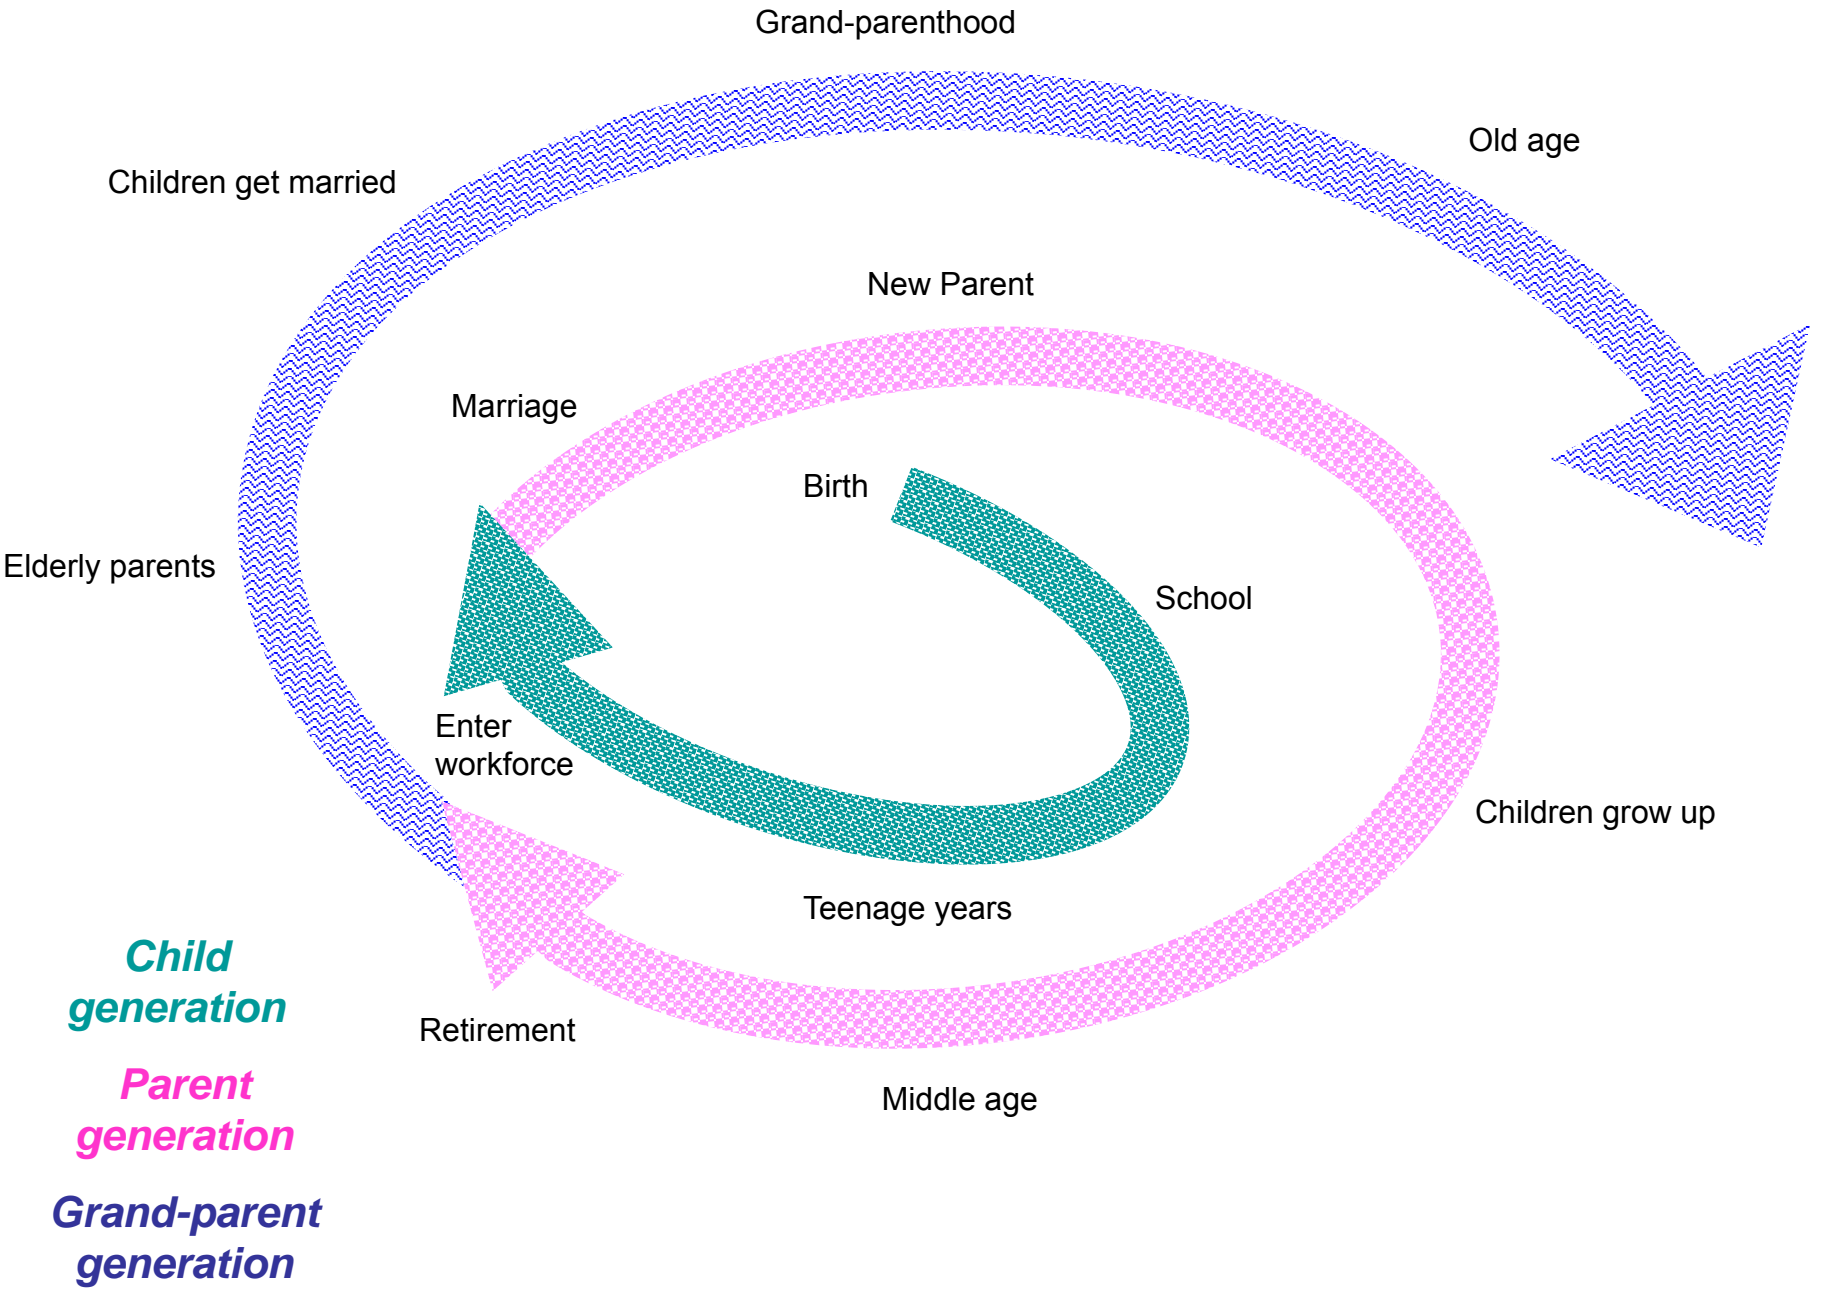 Grand-parenthood
Old age
Children get married
New Parent
Marriage
Birth
Elderly parents
School
Enter
workforce
Children grow up
Teenage years
Child
generation
Retirement
Parent
generation
Middle age
Grand-parent
generation